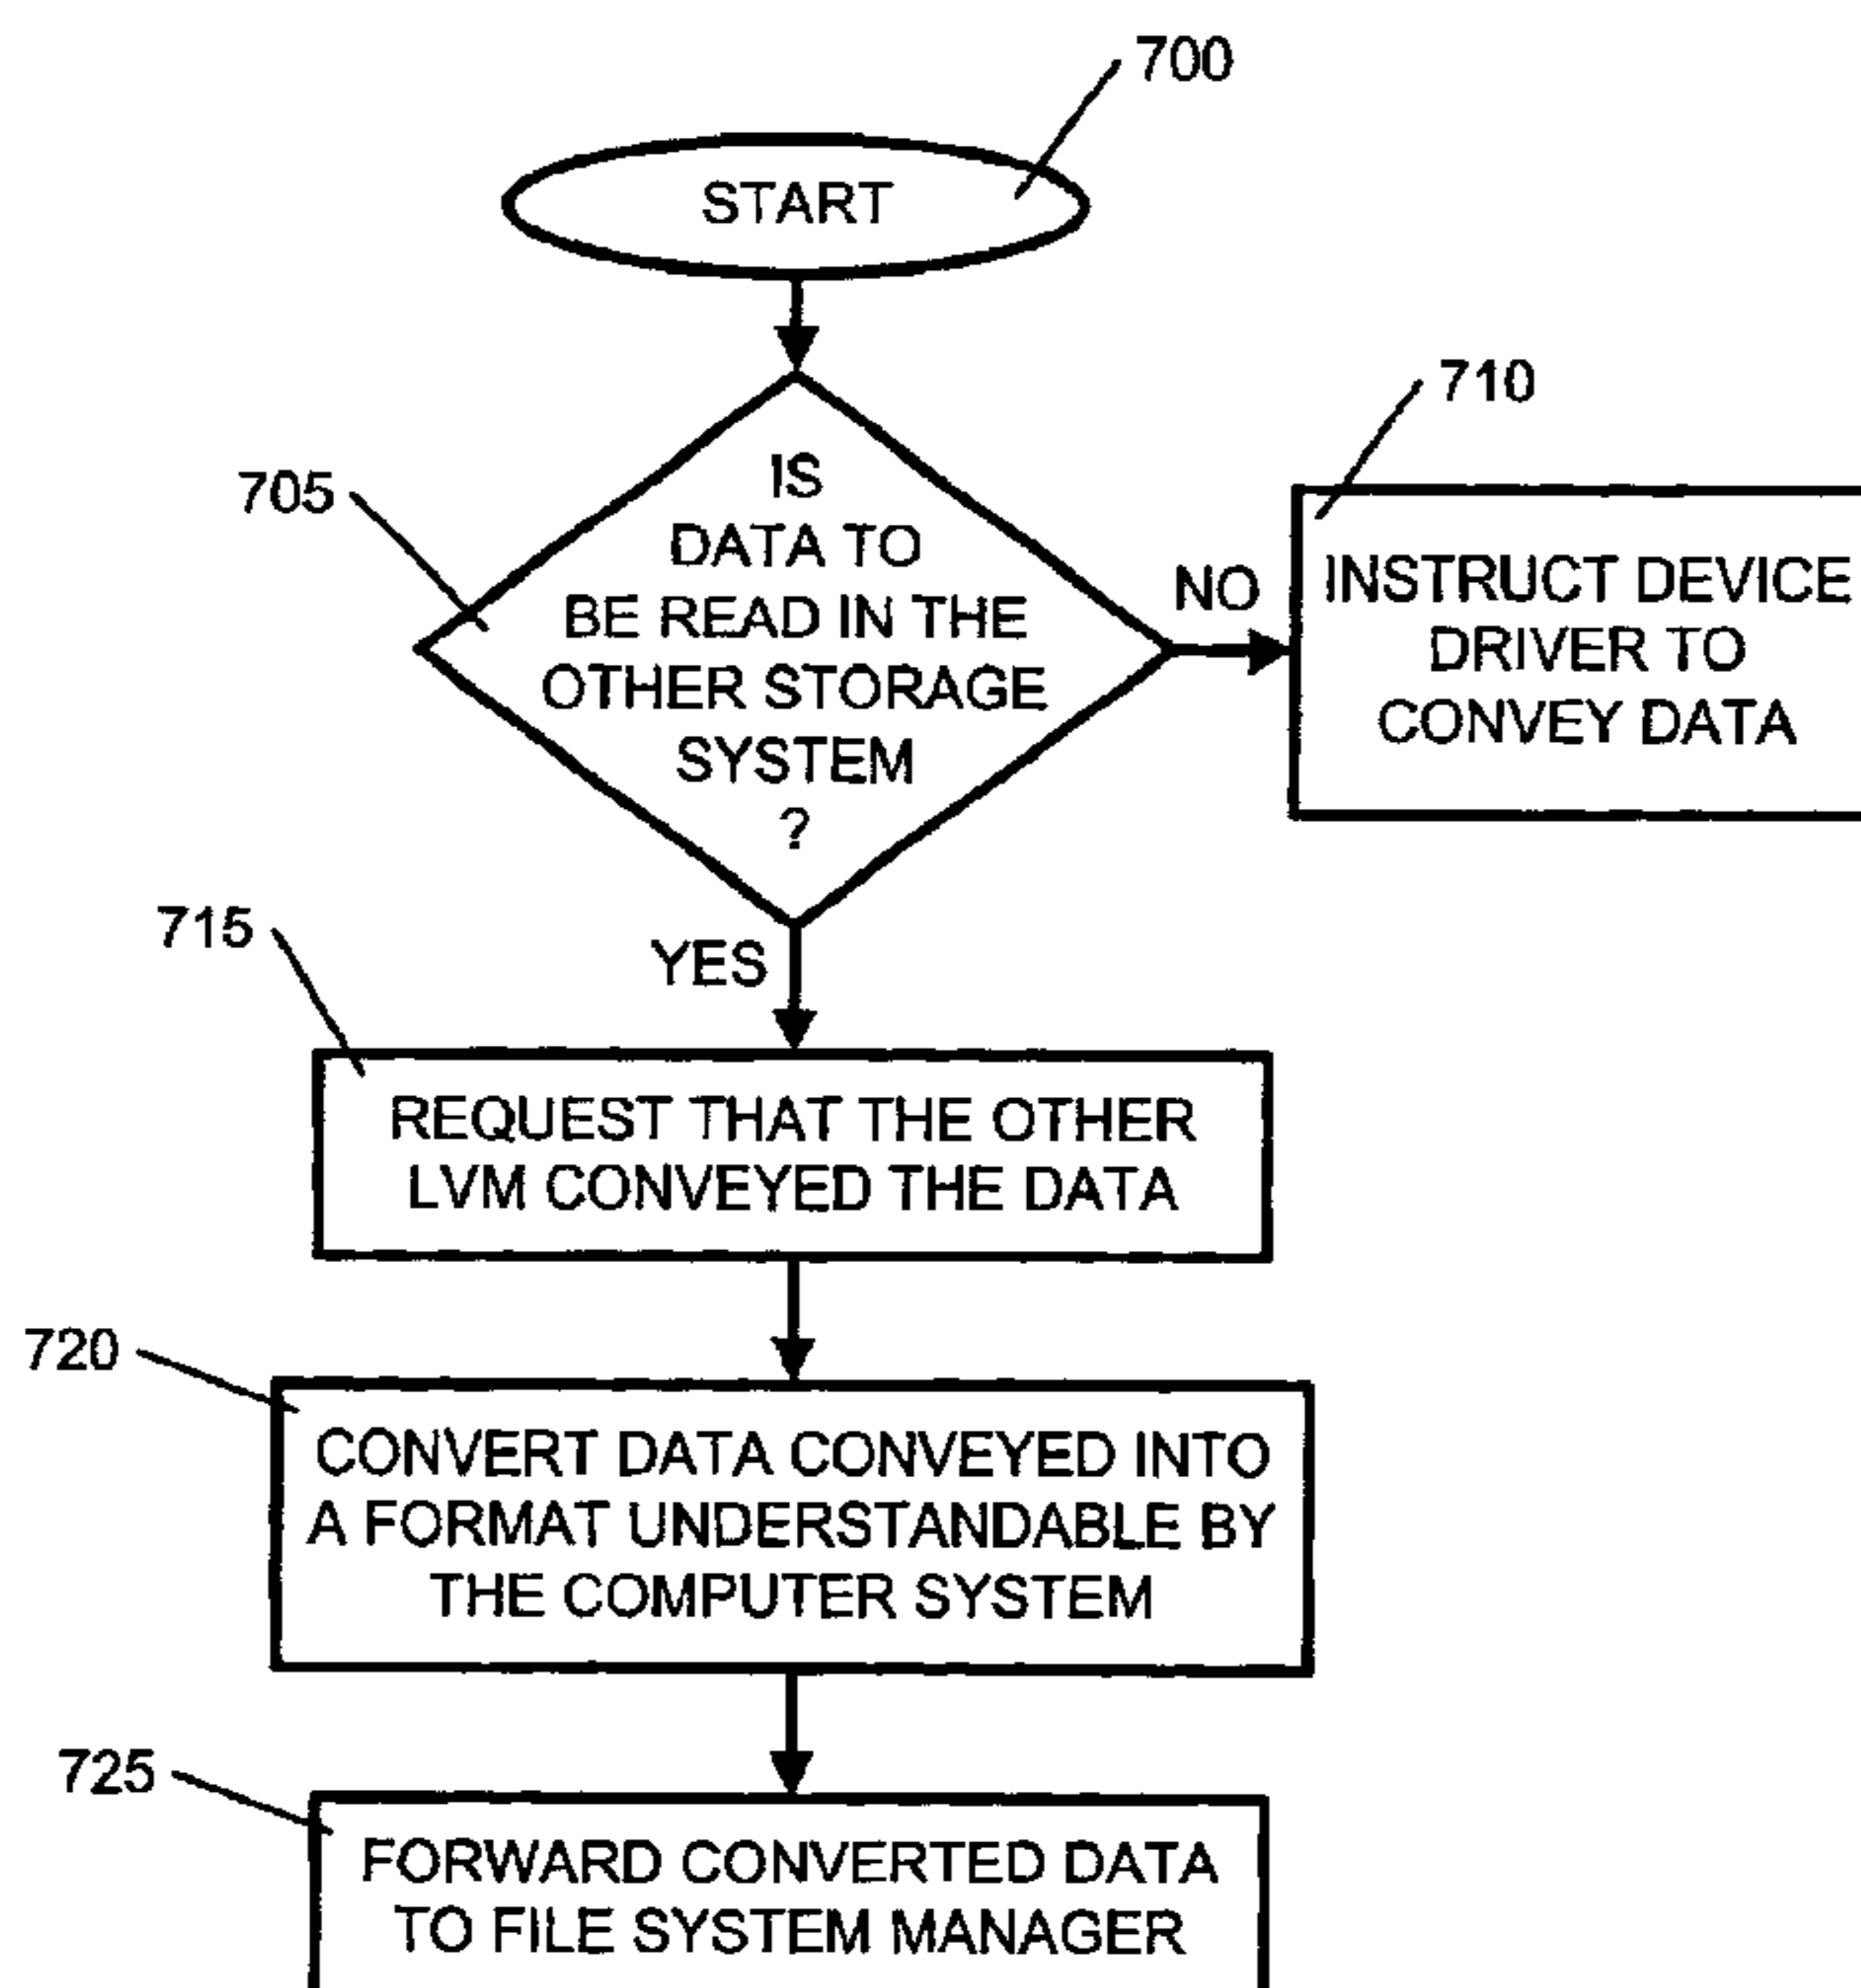 700
START
705
IS
DATA TO
BE READ IN THE
OTHER STORAGE
SYSTEM
?
NO
710
INSTRUCT DEVICE
DRIVER TO
CONVEY DATA
YES
715
REQUEST THAT THE OTHER
LVM CONVEYED THE DATA
720
CONVERT DATA CONVEYED INTO
A FORMAT UNDERSTANDABLE BY
THE COMPUTER SYSTEM
725
FORWARD CONVERTED DATA
TO FILE SYSTEM MANAGER